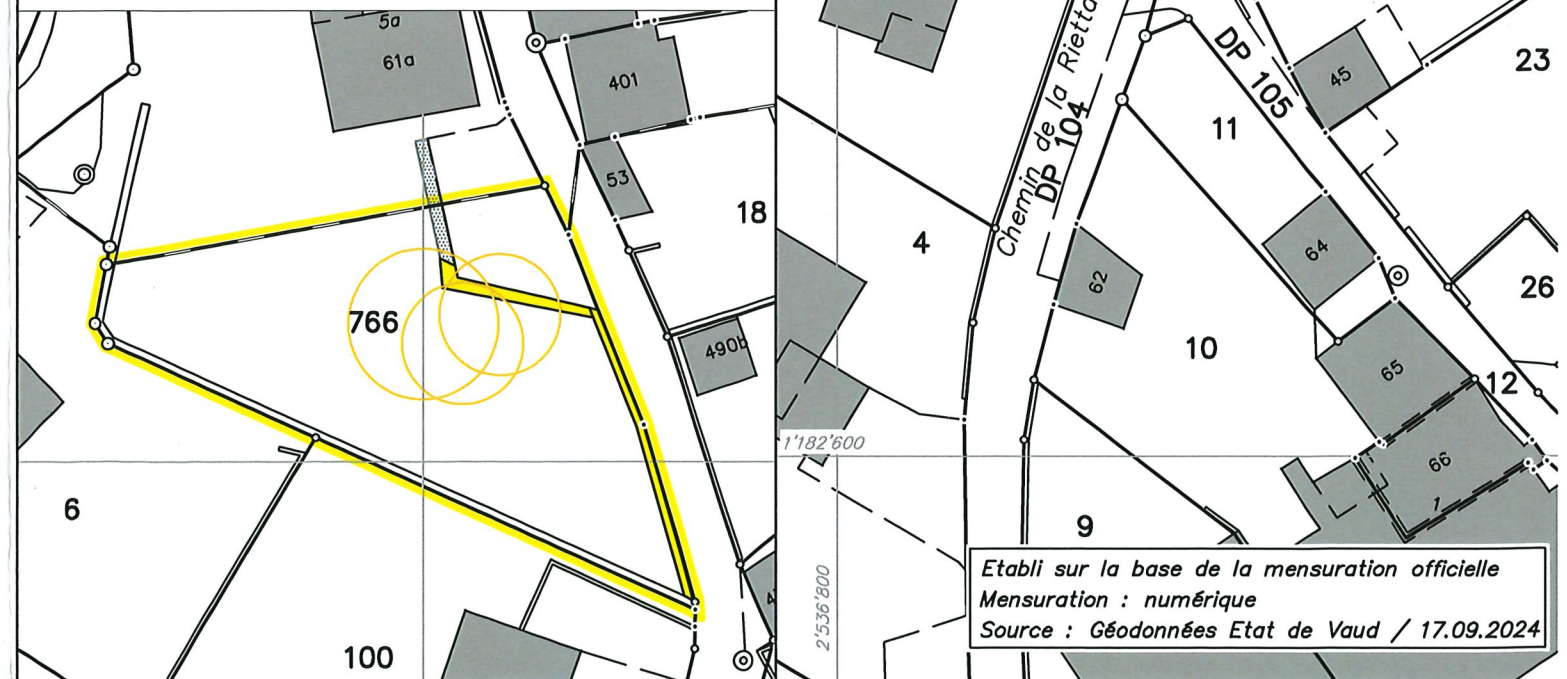 5a
61a
401
53
18
766
490b
6
100
Chemin de la Rietta
DP 104
DP 105
45
23
11
4
64
62
26
10
65
12
1'182'600
66
1
9
2'536'800
Etabli sur la base de la mensuration officielle
Mensuration : numérique
Source : Géodonnées Etat de Vaud / 17.09.2024